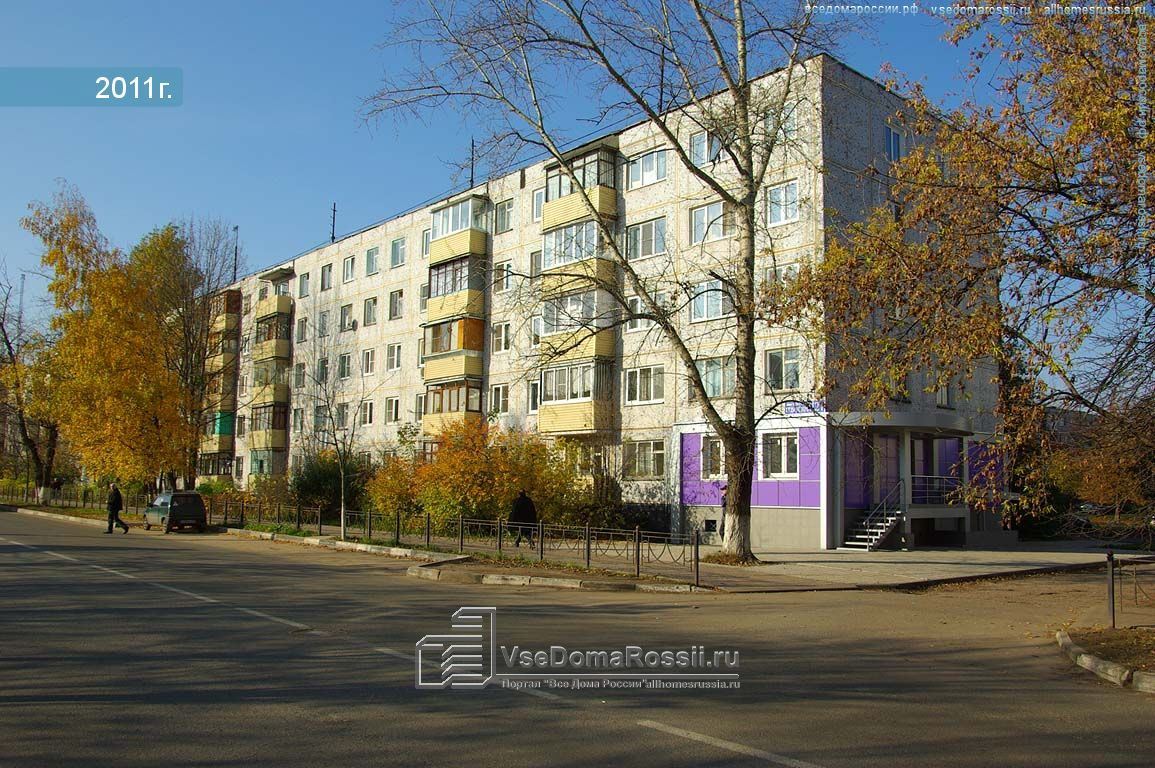 вседомароссии.рф vsedomarossii.ru allhomesrussia.ru
2011г.
VseDomaRossii.ru
Портал "Все Дома России" allhomesrussia.ru